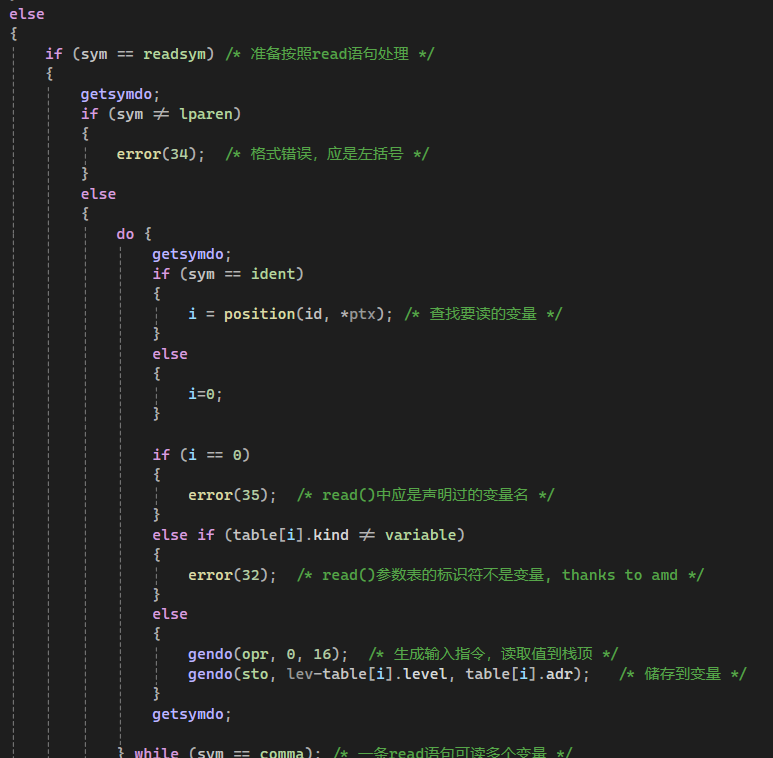 else
{
if (sym == readsym) /* 准备按照read语句处理 */
{
getsymdo;
if (sym ≠ lparen)
{
error(34); /* 格式错误，应是左括号 */
}
else
{
do {
getsymdo;
if (sym == ident)
{
i = position(id, *ptx); /* 查找要读的变量 */
}
else
{
i=0;
}
if (i == 0)
{
error(35); /* read()中应是声明过的变量名 */
}
else if (table[i].kind ≠ variable)
{
error(32); /* read()参数表的标识符不是变量, thanks to amd */
}
else
{
gendo(opr, 0, 16); /* 生成输入指令，读取值到栈顶 */
gendo(sto, lev-table[i].level, table[i].adr); /* 储存到变量 */
}
getsymdo;
} while (sym == comma); /* 一条read语句可读多个变量 */